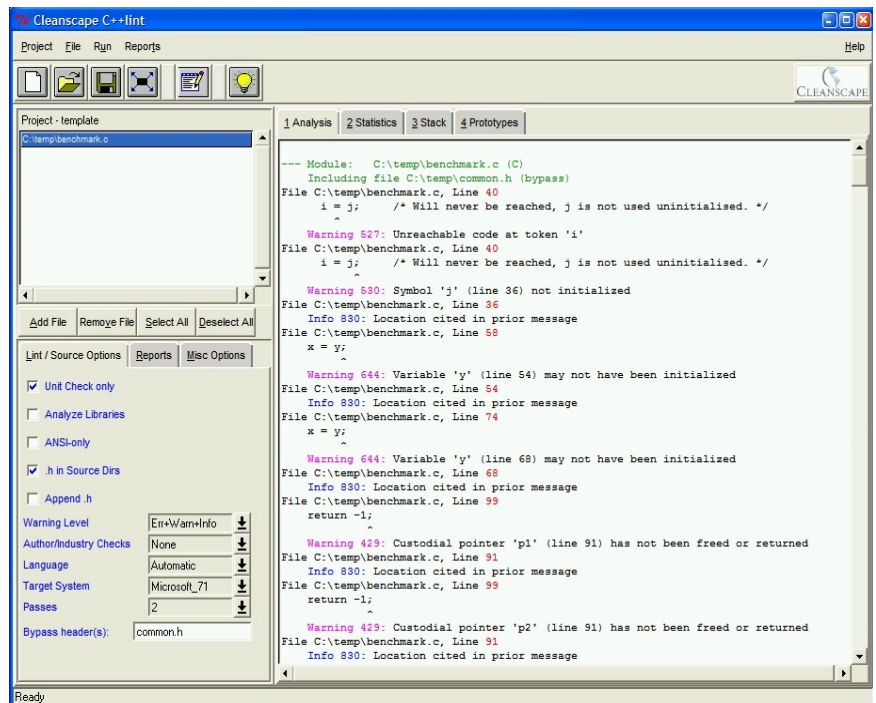 Cleanscape C++lint
Project File Run Reports Help
CLEANSCAPE
Project - template
C:\temp\benchmark.c
Add File Remove File Select All Deselect All
Lint / Source Options Reports Misc Options
Unit Check only
Analyze Libraries
ANSI-only
.h in Source Dirs
Append .h
Warning Level Err+Warn+Info
Author/Industry Checks None
Language Automatic
Target System Microsoft_71
Passes 2
Bypass header(s): common.h
1 Analysis 2 Statistics 3 Stack 4 Prototypes
--- Module: C:\temp\benchmark.c (C)
Including file C:\temp\common.h (bypass)
File C:\temp\benchmark.c, Line 40
i = j; /* Will never be reached, j is not used uninitialised. */
^
Warning 527: Unreachable code at token 'i'
File C:\temp\benchmark.c, Line 40
i = j; /* Will never be reached, j is not used uninitialised. */
^
Warning 530: Symbol 'j' (line 36) not initialized
File C:\temp\benchmark.c, Line 36
Info 830: Location cited in prior message
File C:\temp\benchmark.c, Line 58
x = y;
^
Warning 644: Variable 'y' (line 54) may not have been initialized
File C:\temp\benchmark.c, Line 54
Info 830: Location cited in prior message
File C:\temp\benchmark.c, Line 74
x = y;
^
Warning 644: Variable 'y' (line 68) may not have been initialized
File C:\temp\benchmark.c, Line 68
Info 830: Location cited in prior message
File C:\temp\benchmark.c, Line 99
return -1;
^
Warning 429: Custodial pointer 'p1' (line 91) has not been freed or returned
File C:\temp\benchmark.c, Line 91
Info 830: Location cited in prior message
File C:\temp\benchmark.c, Line 99
return -1;
^
Warning 429: Custodial pointer 'p2' (line 91) has not been freed or returned
File C:\temp\benchmark.c, Line 91
Info 830: Location cited in prior message
Ready